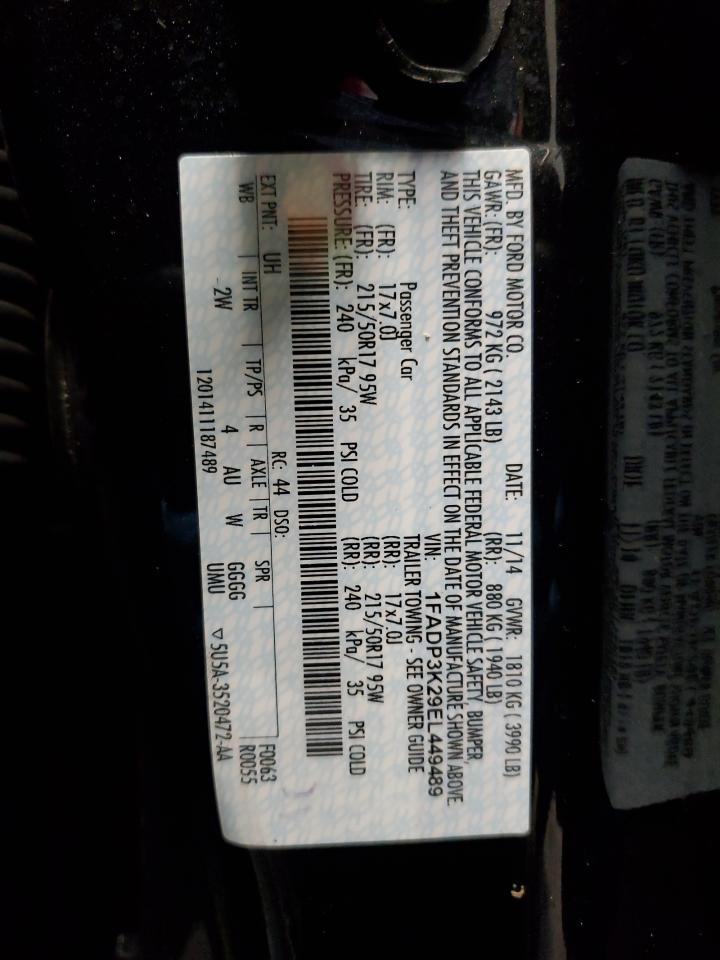 MFD. BY FORD MOTOR CO. DATE: 11/14 GVWR: 1810 KG ( 3990 LB)
GAWR: (FR): 972 KG ( 2143 LB) (RR): 880 KG ( 1940 LB)
THIS VEHICLE CONFORMS TO ALL APPLICABLE FEDERAL MOTOR VEHICLE SAFETY, BUMPER,
AND THEFT PREVENTION STANDARDS IN EFFECT ON THE DATE OF MANUFACTURE SHOWN ABOVE.
VIN: 1FADP3K29EL449489
TYPE: Passenger Car TRAILER TOWING - SEE OWNER GUIDE
RIM: (FR): 17x7.0J (RR): 17x7.0J
TIRE: (FR): 215/50R17 95W (RR): 215/50R17 95W
PRESSURE: (FR): 240 kPa/ 35 PSI COLD (RR): 240 kPa/ 35 PSI COLD
RC: 44 DSO: F0063
EXT PNT: UH R0055
WB INT TR TP/PS R AXLE TR SPR
-2W 4 AU W GGGG
1201411187489 UMU ▽5U5A-3520472-AA